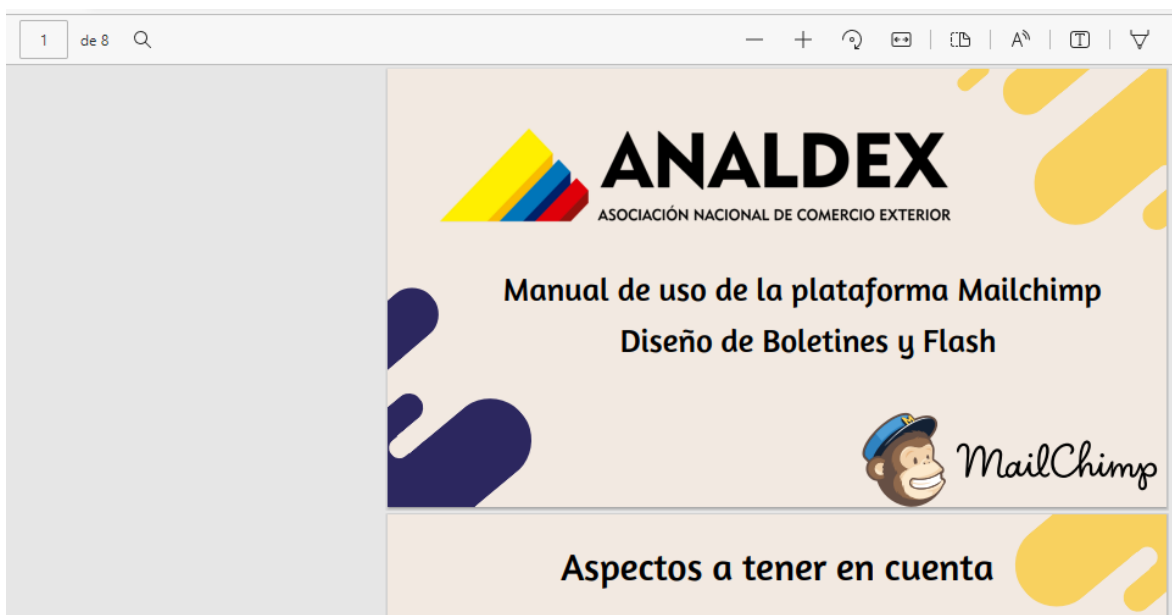 1 de 8
ANALDEX
ASOCIACIÓN NACIONAL DE COMERCIO EXTERIOR
Manual de uso de la plataforma Mailchimp
Diseño de Boletines y Flash
M
MailChimp
Aspectos a tener en cuenta